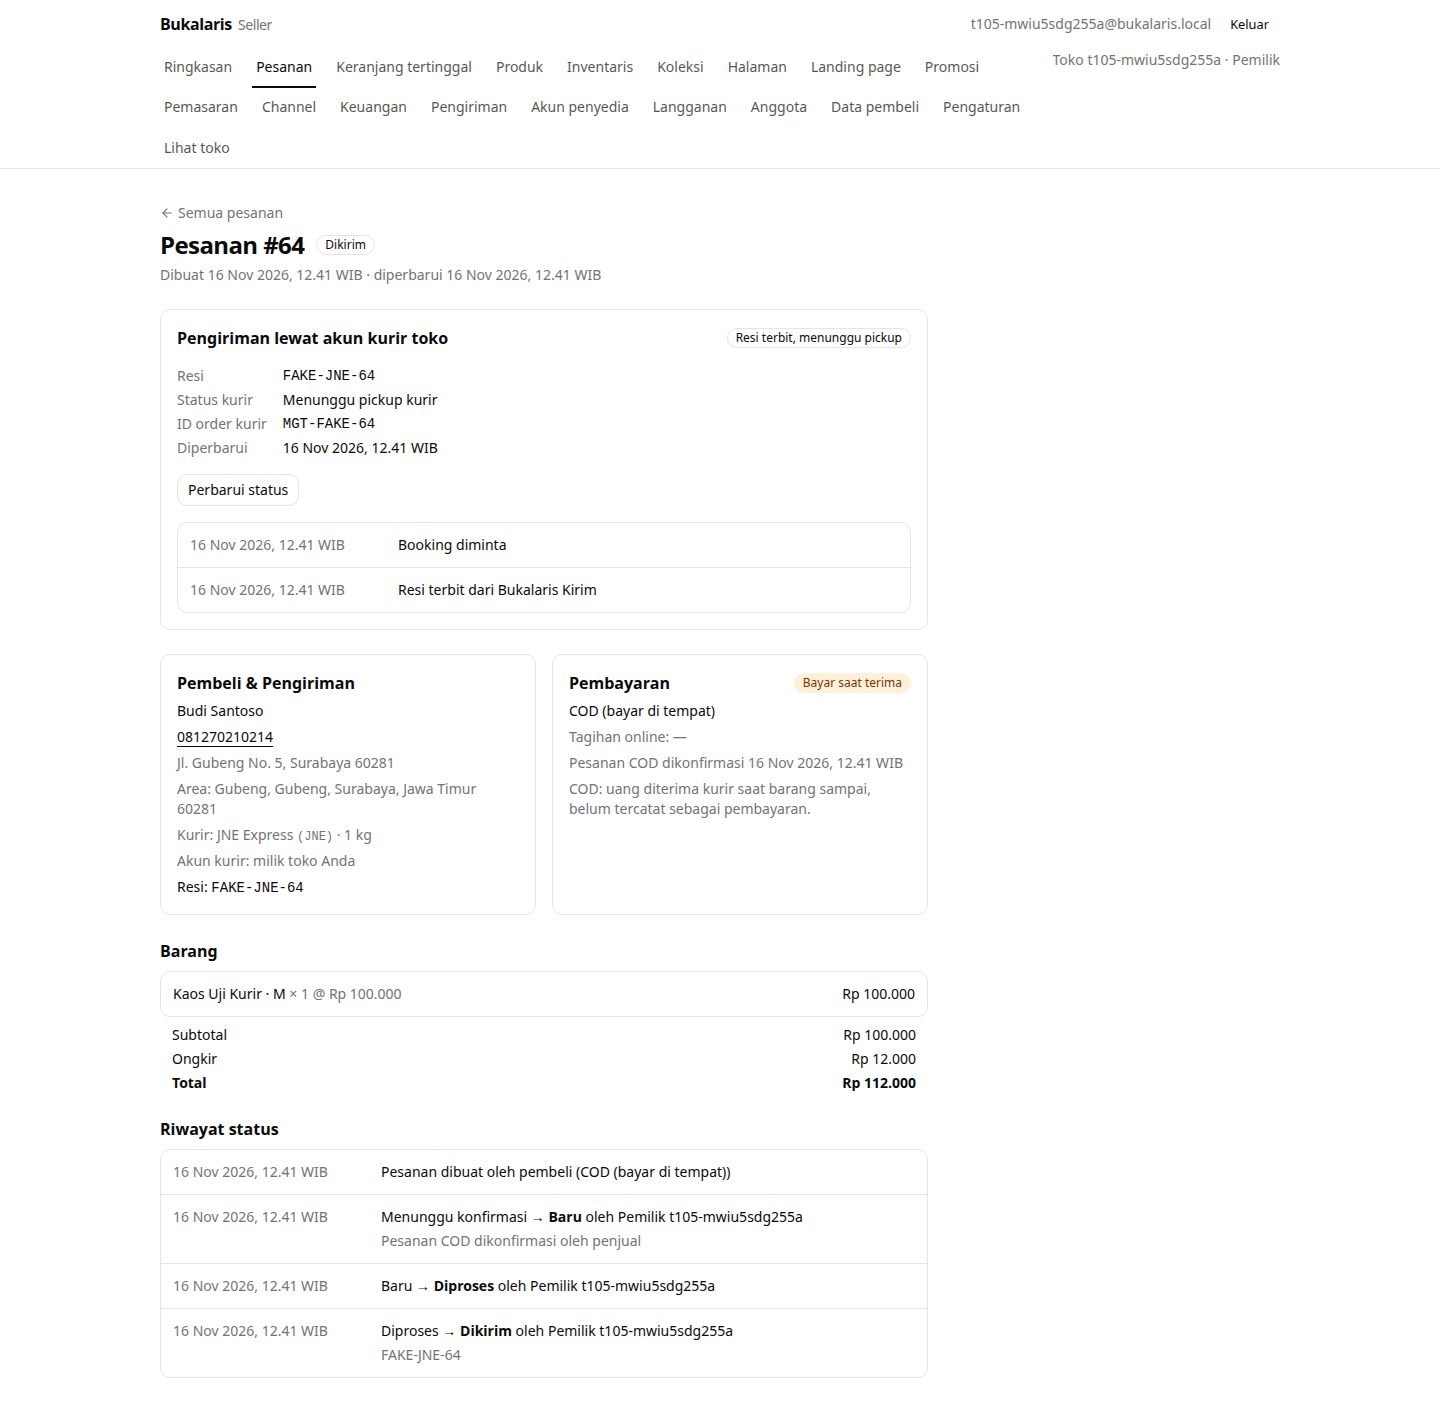 Bukalaris Seller
t105-mwiu5sdg255a@bukalaris.local Keluar
Ringkasan Pesanan Keranjang tertinggal Produk Inventaris Koleksi Halaman Landing page Promosi
Toko t105-mwiu5sdg255a · Pemilik
Pemasaran Channel Keuangan Pengiriman Akun penyedia Langganan Anggota Data pembeli Pengaturan
Lihat toko
← Semua pesanan
Pesanan #64 Dikirim
Dibuat 16 Nov 2026, 12.41 WIB · diperbarui 16 Nov 2026, 12.41 WIB
Pengiriman lewat akun kurir toko
Resi terbit, menunggu pickup
Resi FAKE-JNE-64
Status kurir Menunggu pickup kurir
ID order kurir MGT-FAKE-64
Diperbarui 16 Nov 2026, 12.41 WIB
Perbarui status
16 Nov 2026, 12.41 WIB Booking diminta
16 Nov 2026, 12.41 WIB Resi terbit dari Bukalaris Kirim
Pembeli & Pengiriman
Budi Santoso
081270210214
Jl. Gubeng No. 5, Surabaya 60281
Area: Gubeng, Gubeng, Surabaya, Jawa Timur
60281
Kurir: JNE Express (JNE) · 1 kg
Akun kurir: milik toko Anda
Resi: FAKE-JNE-64
Pembayaran Bayar saat terima
COD (bayar di tempat)
Tagihan online: —
Pesanan COD dikonfirmasi 16 Nov 2026, 12.41 WIB
COD: uang diterima kurir saat barang sampai,
belum tercatat sebagai pembayaran.
Barang
Kaos Uji Kurir · M × 1 @ Rp 100.000 Rp 100.000
Subtotal Rp 100.000
Ongkir Rp 12.000
Total Rp 112.000
Riwayat status
16 Nov 2026, 12.41 WIB Pesanan dibuat oleh pembeli (COD (bayar di tempat))
16 Nov 2026, 12.41 WIB Menunggu konfirmasi → Baru oleh Pemilik t105-mwiu5sdg255a
Pesanan COD dikonfirmasi oleh penjual
16 Nov 2026, 12.41 WIB Baru → Diproses oleh Pemilik t105-mwiu5sdg255a
16 Nov 2026, 12.41 WIB Diproses → Dikirim oleh Pemilik t105-mwiu5sdg255a
FAKE-JNE-64